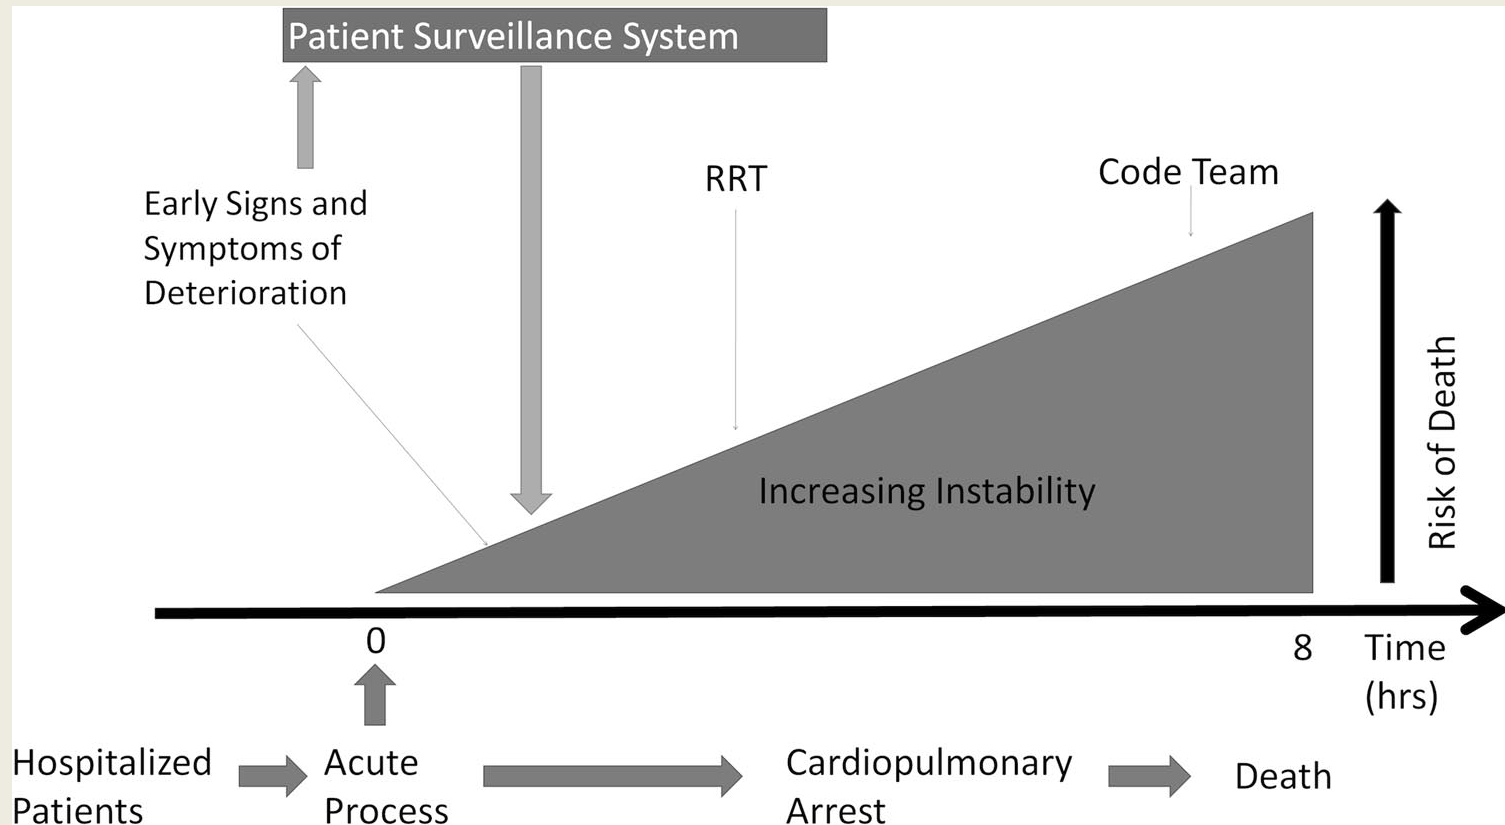 Patient Surveillance System
RRT
Code Team
Early Signs and
Symptoms of
Deterioration
Increasing Instability
Risk of Death
0
8
Time
(hrs)
Hospitalized
Patients
Acute
Process
Cardiopulmonary
Arrest
Death